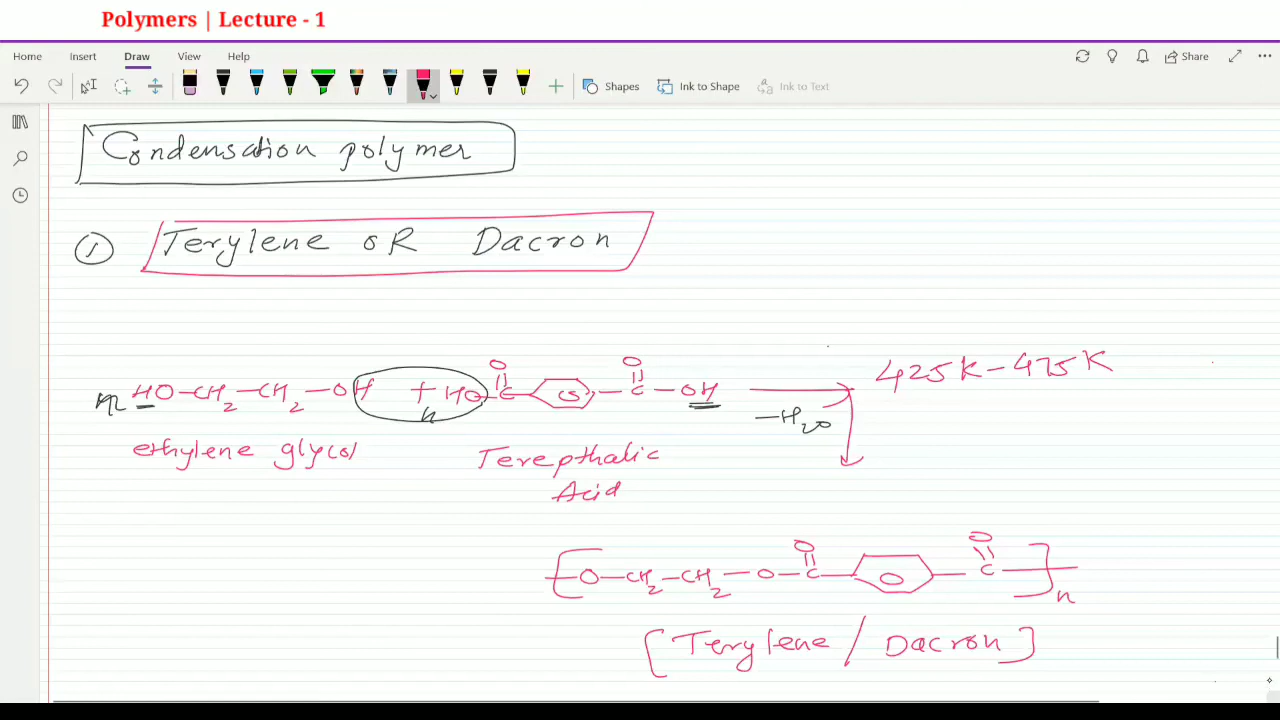 Polymers | Lecture - 1
Home Insert Draw View Help Share
Shapes Ink to Shape Ink to Text
Condensation polymer
① Terylene OR Dacron
425K-475K
n HO-CH2-CH2-OH + n HO-C(=O)-⌬-C(=O)-OH → -H2O
ethylene glycol Terepthalic
Acid
[-O-CH2-CH2-O-C(=O)-⌬-C(=O)-]n
[Terylene / Dacron]